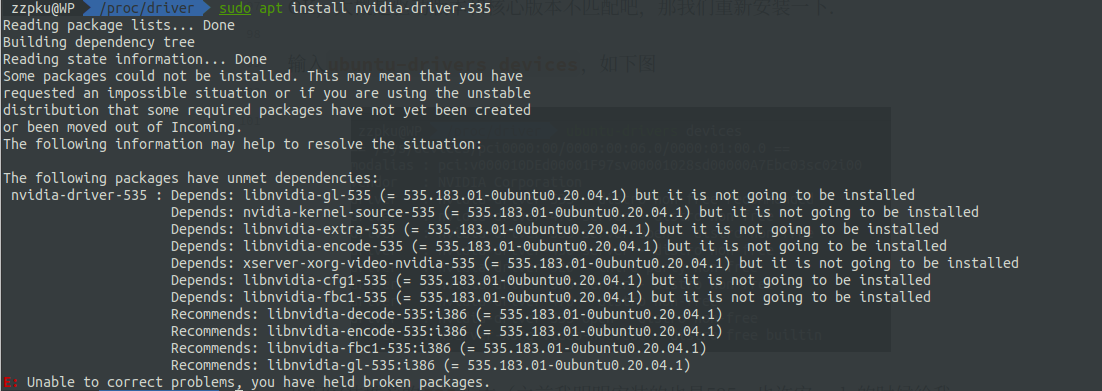 zzpku@WP /proc/driver sudo apt install nvidia-driver-535
Reading package lists... Done
Building dependency tree
Reading state information... Done
Some packages could not be installed. This may mean that you have
requested an impossible situation or if you are using the unstable
distribution that some required packages have not yet been created
or been moved out of Incoming.
The following information may help to resolve the situation:

The following packages have unmet dependencies:
nvidia-driver-535 : Depends: libnvidia-gl-535 (= 535.183.01-0ubuntu0.20.04.1) but it is not going to be installed
Depends: nvidia-kernel-source-535 (= 535.183.01-0ubuntu0.20.04.1) but it is not going to be installed
Depends: libnvidia-extra-535 (= 535.183.01-0ubuntu0.20.04.1) but it is not going to be installed
Depends: libnvidia-encode-535 (= 535.183.01-0ubuntu0.20.04.1) but it is not going to be installed
Depends: xserver-xorg-video-nvidia-535 (= 535.183.01-0ubuntu0.20.04.1) but it is not going to be installed
Depends: libnvidia-cfg1-535 (= 535.183.01-0ubuntu0.20.04.1) but it is not going to be installed
Depends: libnvidia-fbc1-535 (= 535.183.01-0ubuntu0.20.04.1) but it is not going to be installed
Recommends: libnvidia-decode-535:i386 (= 535.183.01-0ubuntu0.20.04.1)
Recommends: libnvidia-encode-535:i386 (= 535.183.01-0ubuntu0.20.04.1)
Recommends: libnvidia-fbc1-535:i386 (= 535.183.01-0ubuntu0.20.04.1)
Recommends: libnvidia-gl-535:i386 (= 535.183.01-0ubuntu0.20.04.1)
E: Unable to correct problems, you have held broken packages.